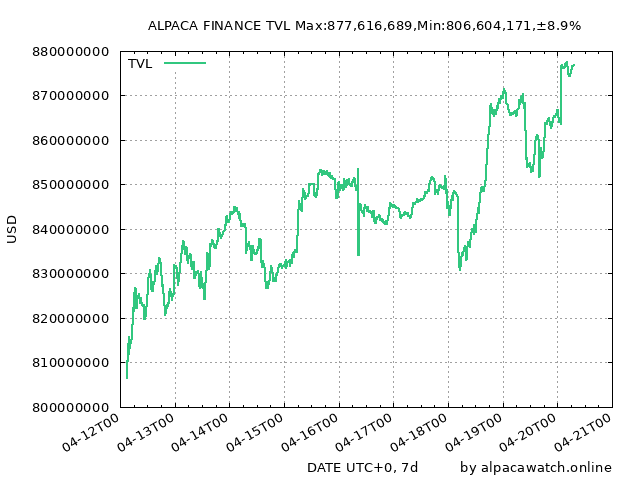 ALPACA FINANCE TVL Max:877,616,689,Min:806,604,171,±8.9%
TVL
880000000
870000000
860000000
850000000
840000000
830000000
820000000
810000000
800000000
USD
04-12T00
04-13T00
04-14T00
04-15T00
04-16T00
04-17T00
04-18T00
04-19T00
04-20T00
04-21T00
DATE UTC+0, 7d
by alpacawatch.online